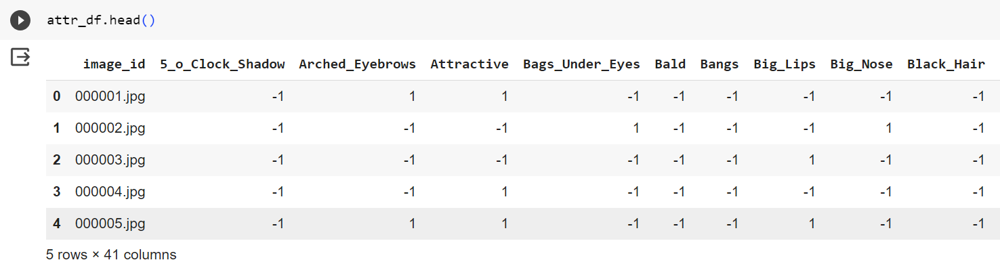 attr_df.head()
image_id 5_o_Clock_Shadow Arched_Eyebrows Attractive Bags_Under_Eyes Bald Bangs Big_Lips Big_Nose Black_Hair
0 000001.jpg -1 1 1 -1 -1 -1 -1 -1 -1
1 000002.jpg -1 -1 -1 1 -1 -1 -1 1 -1
2 000003.jpg -1 -1 -1 -1 -1 -1 1 -1 -1
3 000004.jpg -1 -1 1 -1 -1 -1 -1 -1 -1
4 000005.jpg -1 1 1 -1 -1 -1 1 -1 -1
5 rows × 41 columns